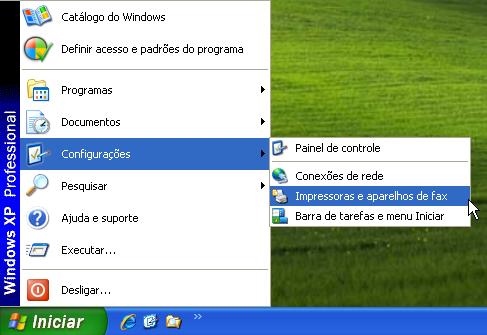 Catálogo do Windows
Definir acesso e padrões do programa
Programas
Documentos
Configurações
Pesquisar
Ajuda e suporte
Executar...
Desligar...
Painel de controle
Conexões de rede
Impressoras e aparelhos de fax
Barra de tarefas e menu Iniciar
Windows XP Professional
Iniciar